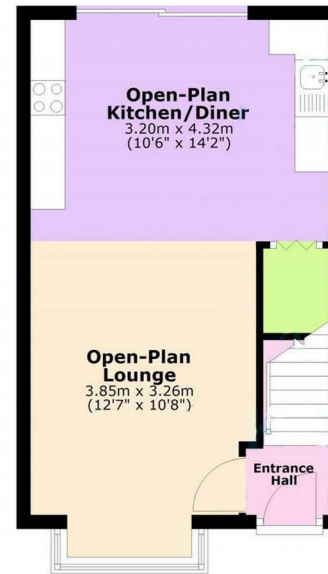 Open-Plan
Kitchen/Diner
3.20m x 4.32m
(10'6" x 14'2")
Open-Plan
Lounge
3.85m x 3.26m
(12'7" x 10'8")
Entrance
Hall